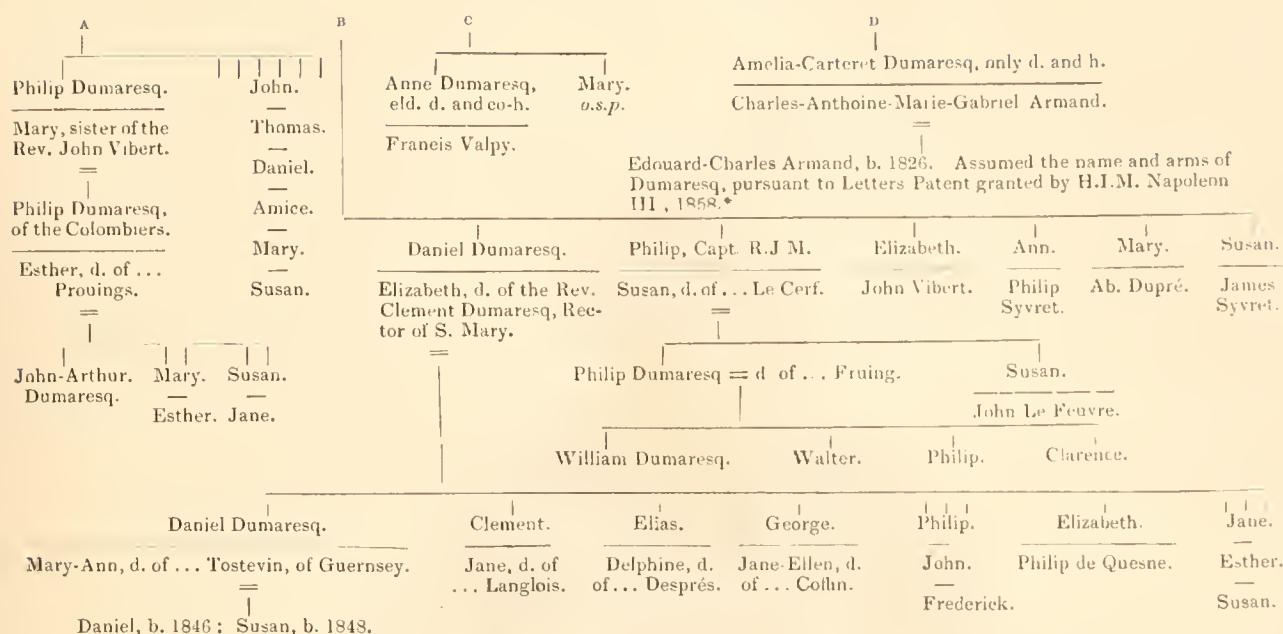 A B C D
Philip Dumaresq.
Mary, sister of the
Rev. John Vibert.
=
Philip Dumaresq,
of the Colombiers.
Esther, d. of ...
Prouings.
=
John-Arthur.
Dumaresq.
Mary.
—
Esther.
Susan.
—
Jane.
John.
—
Thomas.
—
Daniel.
—
Amice.
—
Mary.
—
Susan.
Anne Dumaresq,
eld. d. and co-h.
Francis Valpy.
Mary.
o.s.p.
Amelia-Carteret Dumaresq, only d. and h.
Charles-Anthoine-Marie-Gabriel Armand.
=
Edouard-Charles Armand, b. 1826. Assumed the name and arms of
Dumaresq, pursuant to Letters Patent granted by H.I.M. Napoleon
III, 1858.*
Daniel Dumaresq.
Elizabeth, d. of the Rev.
Clement Dumaresq, Rec-
tor of S. Mary.
=
Philip, Capt. R.J M.
Susan, d. of ... Le Cerf.
=
Elizabeth.
John Vibert.
Ann.
Philip
Syvret.
Mary.
Ab. Dupré.
Susan.
James
Syvret.
Philip Dumaresq = d of ... Fruing.
Susan.
John Le Feuvre.
William Dumaresq. Walter. Philip. Clarence.
Daniel Dumaresq.
Mary-Ann, d. of ... Tostevin, of Guernsey.
=
Daniel, b. 1846; Susan, b. 1848.
Clement.
Jane, d. of
... Langlois.
Elias.
Delphine, d.
of ... Després.
George.
Jane-Ellen, d.
of ... Coffin.
Philip.
—
John.
—
Frederick.
Elizabeth.
Philip de Quesne.
Jane.
—
Esther.
—
Susan.